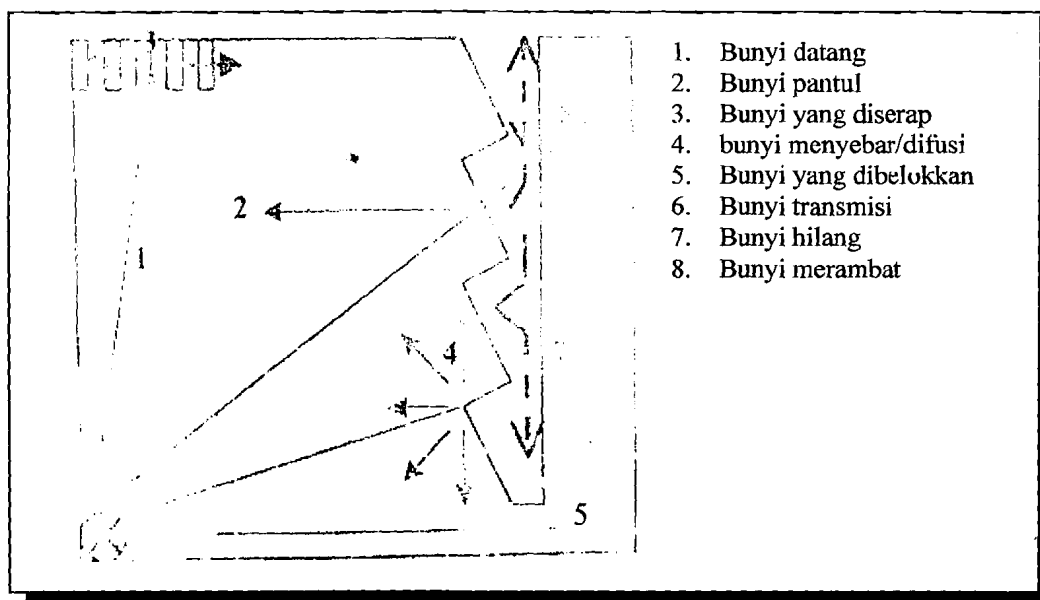 1. Bunyi datang
2. Bunyi pantul
3. Bunyi yang diserap
4. bunyi menyebar/difusi
5. Bunyi yang dibelokkan
6. Bunyi transmisi
7. Bunyi hilang
8. Bunyi merambat
2
1
4
5